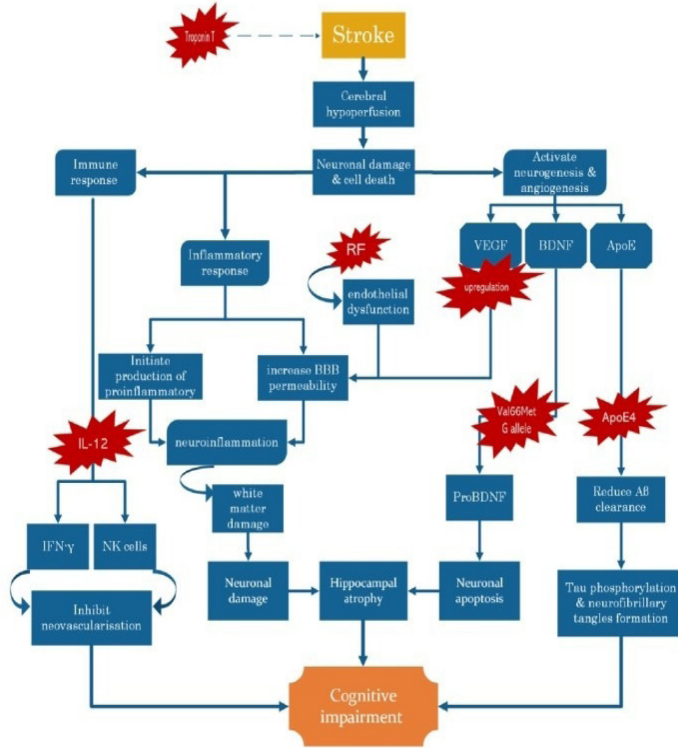 Troponin T
Stroke
Cerebral
hypoperfusion
Immune
response
Neuronal damage
& cell death
Activate
neurogenesis &
angiogenesis
VEGF
BDNF
ApoE
Inflammatory
response
RF
upregulation
endothelial
dysfunction
Initiate
production of
proinflammatory
increase BBB
permeability
Val66Met
G allele
ApoE4
IL-12
neuroinflammation
white
matter
damage
ProBDNF
Reduce Aß
clearance
IFN-γ
NK cells
Neuronal
damage
Hippocampal
atrophy
Neuronal
apoptosis
Tau phosphorylation
& neurofibrillary
tangles formation
Inhibit
neovascularisation
Cognitive
impairment